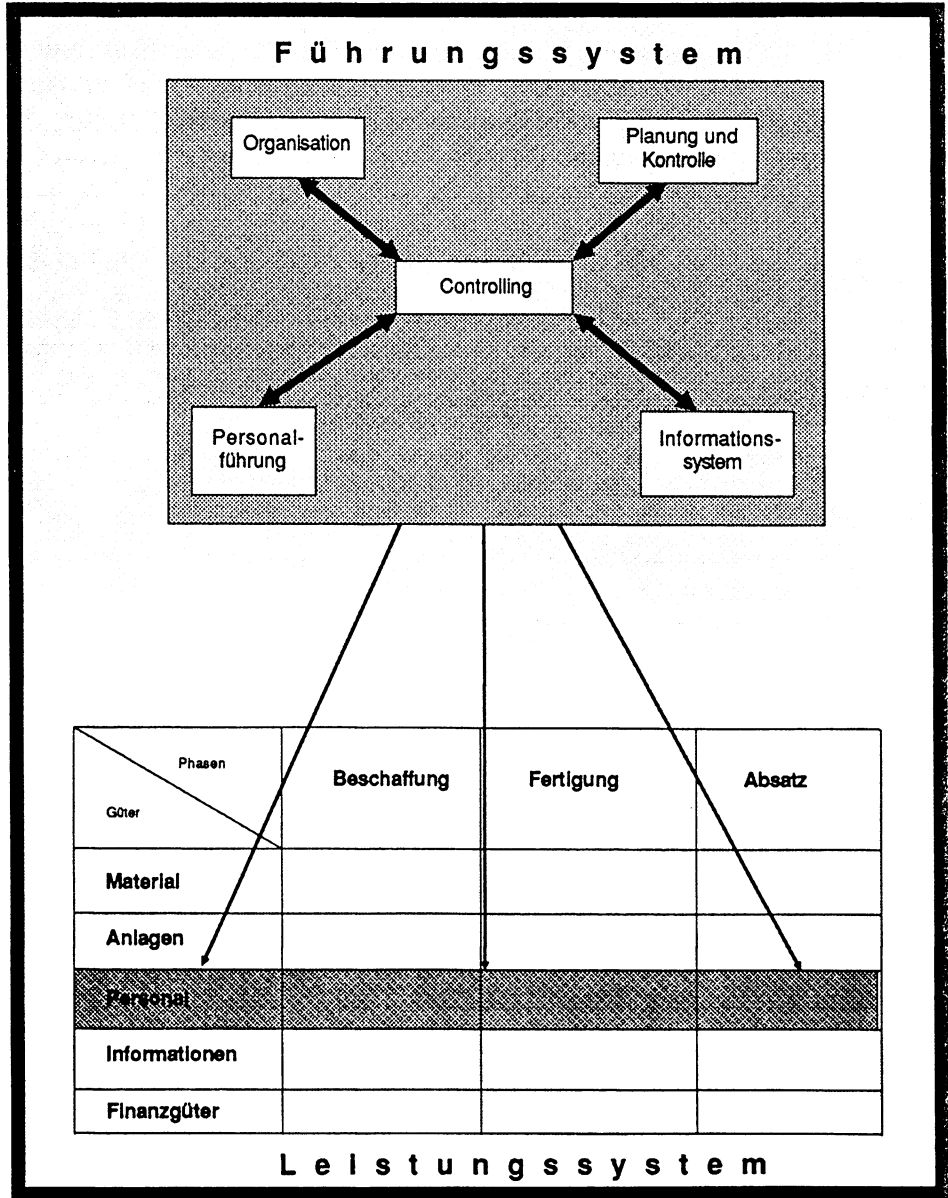 Führungssystem
Organisation
Planung und
Kontrolle
Controlling
Personal-
führung
Informations-
system
Phasen
Güter
Beschaffung
Fertigung
Absatz
Material
Anlagen
Personal
Informationen
Finanzgüter
Leistungssystem